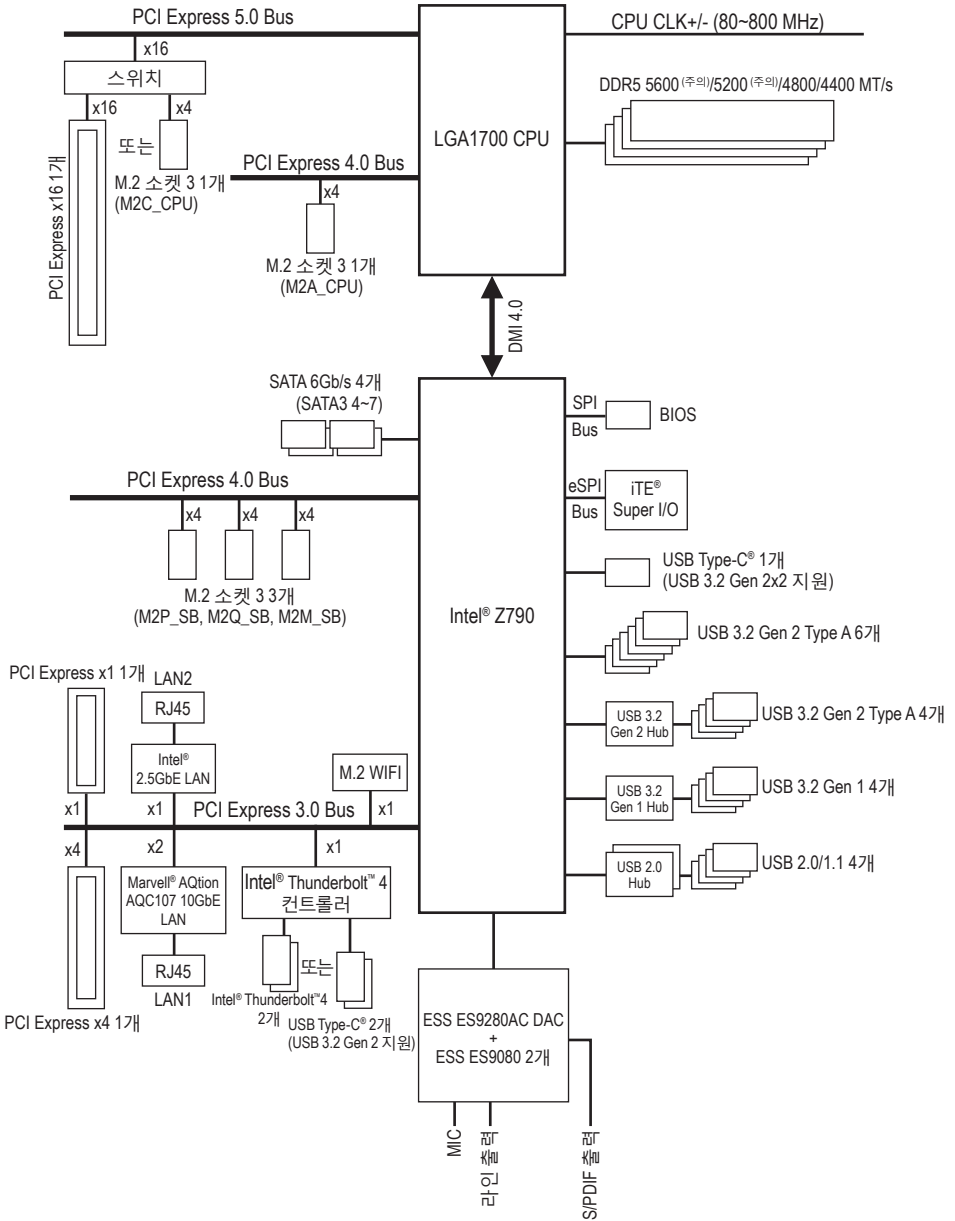 PCI Express 5.0 Bus
CPU CLK+/- (80~800 MHz)
x16
스위치
x16
x4
또는
PCI Express x16 1개
M.2 소켓 3 1개
(M2C_CPU)
DDR5 5600 (주의)/5200 (주의)/4800/4400 MT/s
LGA1700 CPU
PCI Express 4.0 Bus
x4
M.2 소켓 3 1개
(M2A_CPU)
DMI 4.0
SATA 6Gb/s 4개
(SATA3 4~7)
SPI
Bus
BIOS
PCI Express 4.0 Bus
x4
x4
x4
M.2 소켓 3 3개
(M2P_SB, M2Q_SB, M2M_SB)
eSPI
Bus
iTE®
Super I/O
USB Type-C® 1개
(USB 3.2 Gen 2x2 지원)
Intel® Z790
USB 3.2 Gen 2 Type A 6개
PCI Express x1 1개
LAN2
RJ45
Intel®
2.5GbE LAN
M.2 WIFI
x1
x1
x1
PCI Express 3.0 Bus
USB 3.2
Gen 2 Hub
USB 3.2 Gen 2 Type A 4개
USB 3.2
Gen 1 Hub
USB 3.2 Gen 1 4개
x4
x2
x1
Marvell® AQtion
AQC107 10GbE
LAN
RJ45
LAN1
PCI Express x4 1개
Intel® Thunderbolt™ 4
컨트롤러
또는
Intel® Thunderbolt™4
2개
USB Type-C® 2개
(USB 3.2 Gen 2 지원)
USB 2.0
Hub
USB 2.0/1.1 4개
ESS ES9280AC DAC
+
ESS ES9080 2개
MIC
라인 출력
S/PDIF 출력